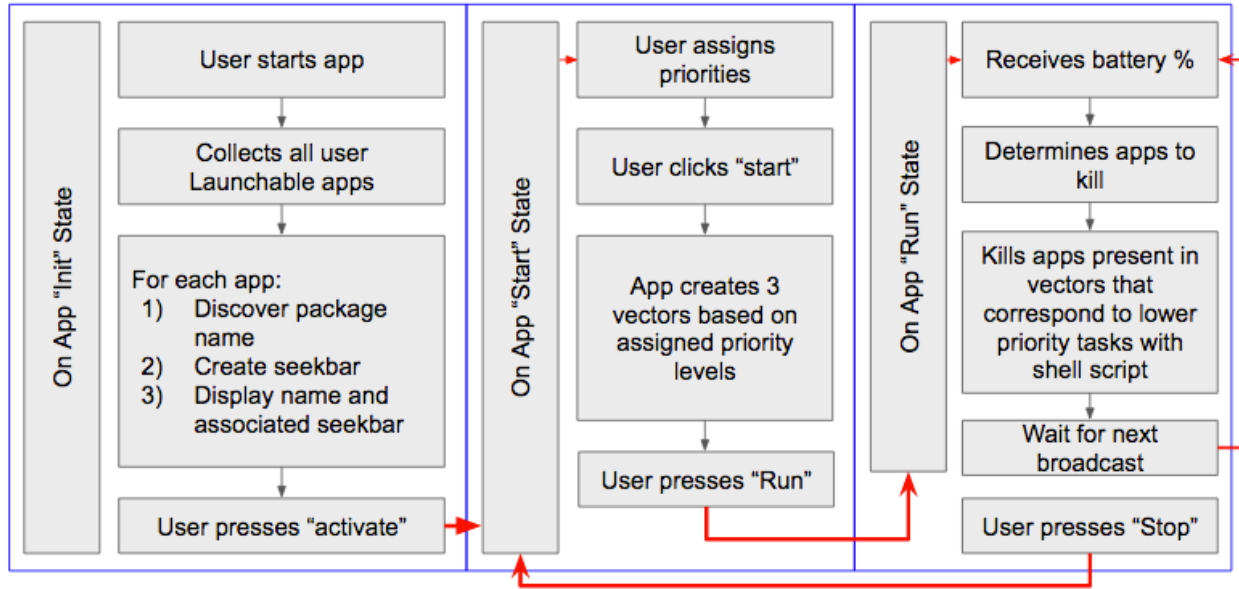 On App “Init” State
User starts app
Collects all user
Launchable apps
For each app:
1) Discover package
name
2) Create seekbar
3) Display name and
associated seekbar
User presses “activate”
On App “Start” State
User assigns
priorities
User clicks “start”
App creates 3
vectors based on
assigned priority
levels
User presses “Run”
On App “Run” State
Receives battery %
Determines apps to
kill
Kills apps present in
vectors that
correspond to lower
priority tasks with
shell script
Wait for next
broadcast
User presses “Stop”